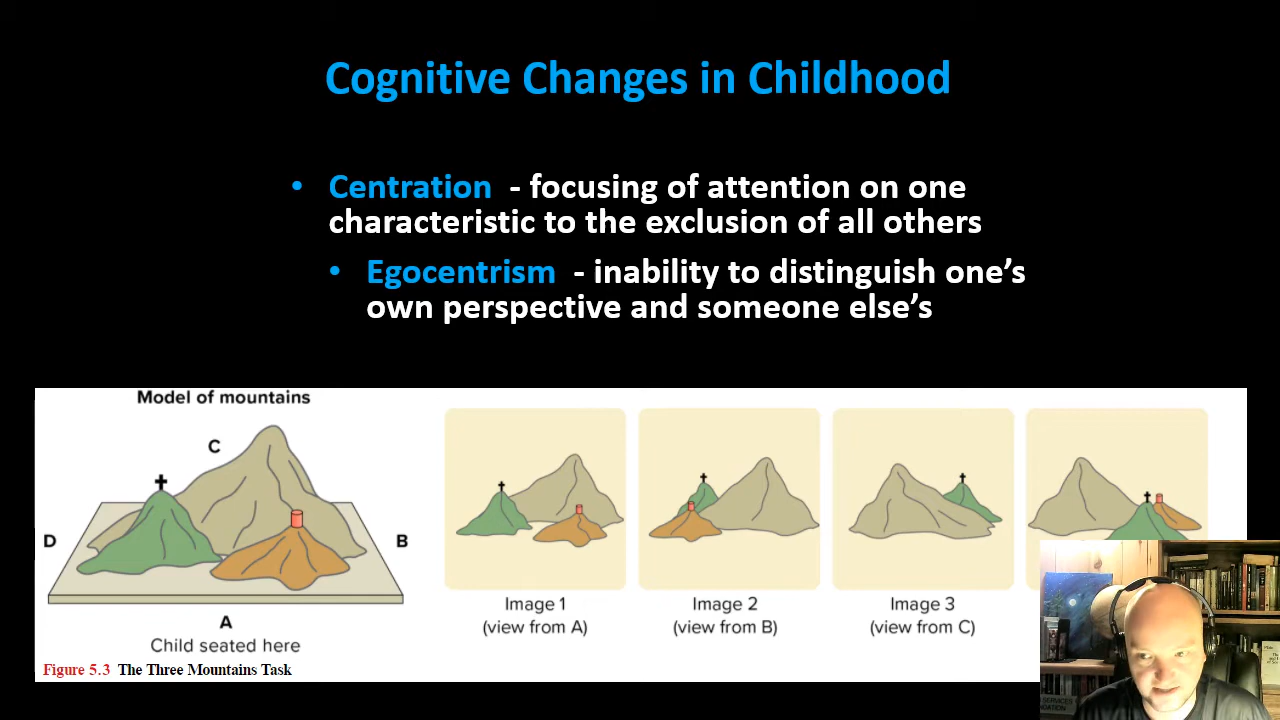 Cognitive Changes in Childhood
• Centration - focusing of attention on one
characteristic to the exclusion of all others
• Egocentrism - inability to distinguish one’s
own perspective and someone else’s
Model of mountains
C
D
B
A
Child seated here
Image 1
(view from A)
Image 2
(view from B)
Image 3
(view from C)
Figure 5.3 The Three Mountains Task